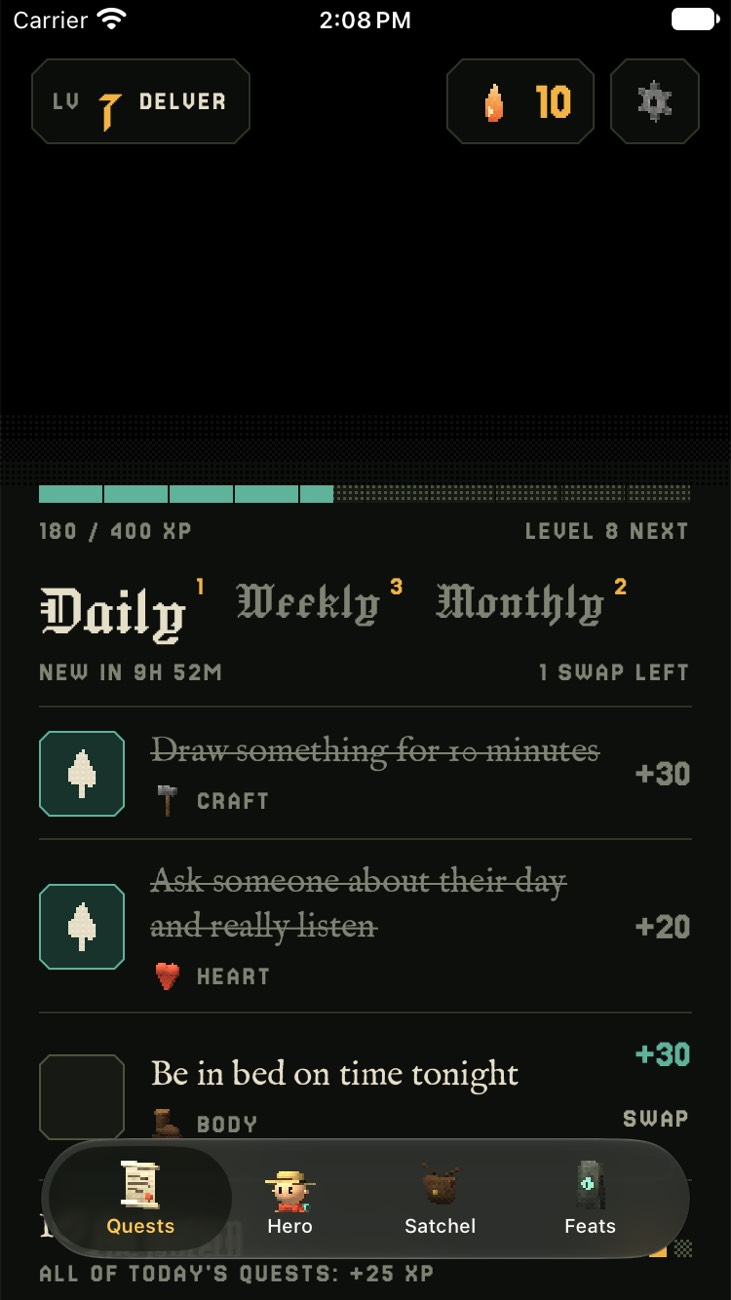 Carrier 2:08 PM
LV 7 DELVER 10
180 / 400 XP LEVEL 8 NEXT
Daily 1 Weekly 3 Monthly 2
NEW IN 9H 52M 1 SWAP LEFT
Draw something for 10 minutes
+30
CRAFT
Ask someone about their day
and really listen
+20
HEART
+30
Be in bed on time tonight
SWAP
BODY
Quests Hero Satchel Feats
ALL OF TODAY'S QUESTS: +25 XP